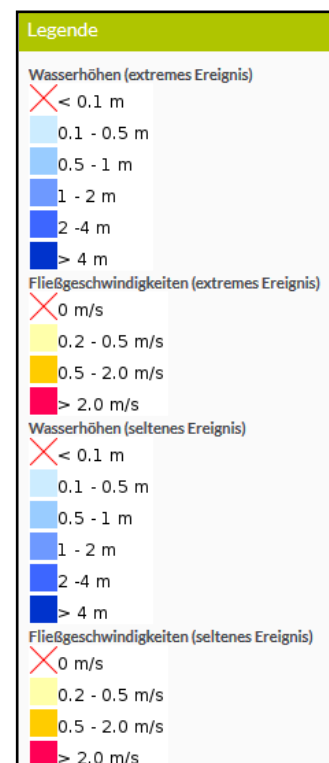 Legende
Wasserhöhen (extremes Ereignis)
< 0.1 m
0.1 - 0.5 m
0.5 - 1 m
1 - 2 m
2 -4 m
> 4 m
Fließgeschwindigkeiten (extremes Ereignis)
0 m/s
0.2 - 0.5 m/s
0.5 - 2.0 m/s
> 2.0 m/s
Wasserhöhen (seltenes Ereignis)
< 0.1 m
0.1 - 0.5 m
0.5 - 1 m
1 - 2 m
2 -4 m
> 4 m
Fließgeschwindigkeiten (seltenes Ereignis)
0 m/s
0.2 - 0.5 m/s
0.5 - 2.0 m/s
> 2.0 m/s